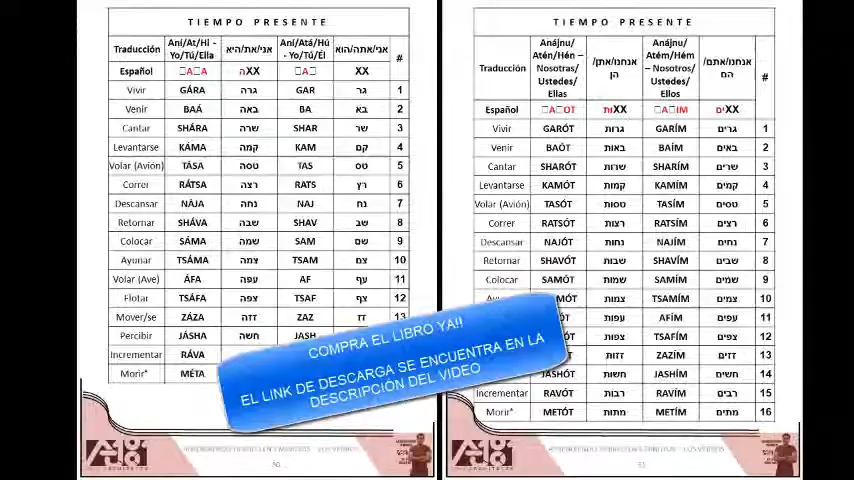 TIEMPO PRESENTE
Traducción Aní/At/Hi - Yo/Tú/Ella אני/את/היא Aní/Atá/Hú - Yo/Tú/Él אני/אתה/הוא #
Español □A□A XXה □A□ XX
Vivir GÁRA גרה GAR גר 1
Venir BAÁ באה BA בא 2
Cantar SHÁRA שרה SHAR שר 3
Levantarse KÁMA קמה KAM קם 4
Volar (Avión) TÁSA טסה TAS טס 5
Correr RÁTSA רצה RATS רץ 6
Descansar NÁJA נחה NAJ נח 7
Retornar SHÁVA שבה SHAV שב 8
Colocar SÁMA שמה SAM שם 9
Ayunar TSÁMA צמה TSAM צם 10
Volar (Ave) ÁFA עפה AF עף 11
Flotar TSÁFA צפה TSAF צף 12
Mover/se ZÁZA זזה ZAZ זז 13
Percibir JÁSHA חשה JASH
Incrementar RÁVA
Morir* MÉTA
TIEMPO PRESENTE
Traducción Anájnu/ Atén/Hén – Nosotras/ Ustedes/ Ellas אנחנו/אתן/הן Anájnu/ Atém/Hém - Nosotros/ Ustedes/ Ellos אנחנו/אתם/הם #
Español □A□OT XXות □A□IM XXים
Vivir GARÓT גרות GARÍM גרים 1
Venir BAÓT באות BAÍM באים 2
Cantar SHARÓT שרות SHARÍM שרים 3
Levantarse KAMÓT קמות KAMÍM קמים 4
Volar (Avión) TASÓT טסות TASÍM טסים 5
Correr RATSÓT רצות RATSÍM רצים 6
Descansar NAJÓT נחות NAJÍM נחים 7
Retornar SHAVÓT שבות SHAVÍM שבים 8
Colocar SAMÓT שמות SAMÍM שמים 9
צמות TSAMÍM צמים 10
עפות AFÍM עפים 11
צפות TSAFÍM צפים 12
זזות ZAZÍM זזים 13
JASHÓT חשות JASHÍM חשים 14
Incrementar RAVÓT רבות RAVÍM רבים 15
Morir* METÓT מתות METÍM מתים 16
COMPRA EL LIBRO YA!!
EL LINK DE DESCARGA SE ENCUENTRA EN LA
DESCRIPCIÓN DEL VIDEO